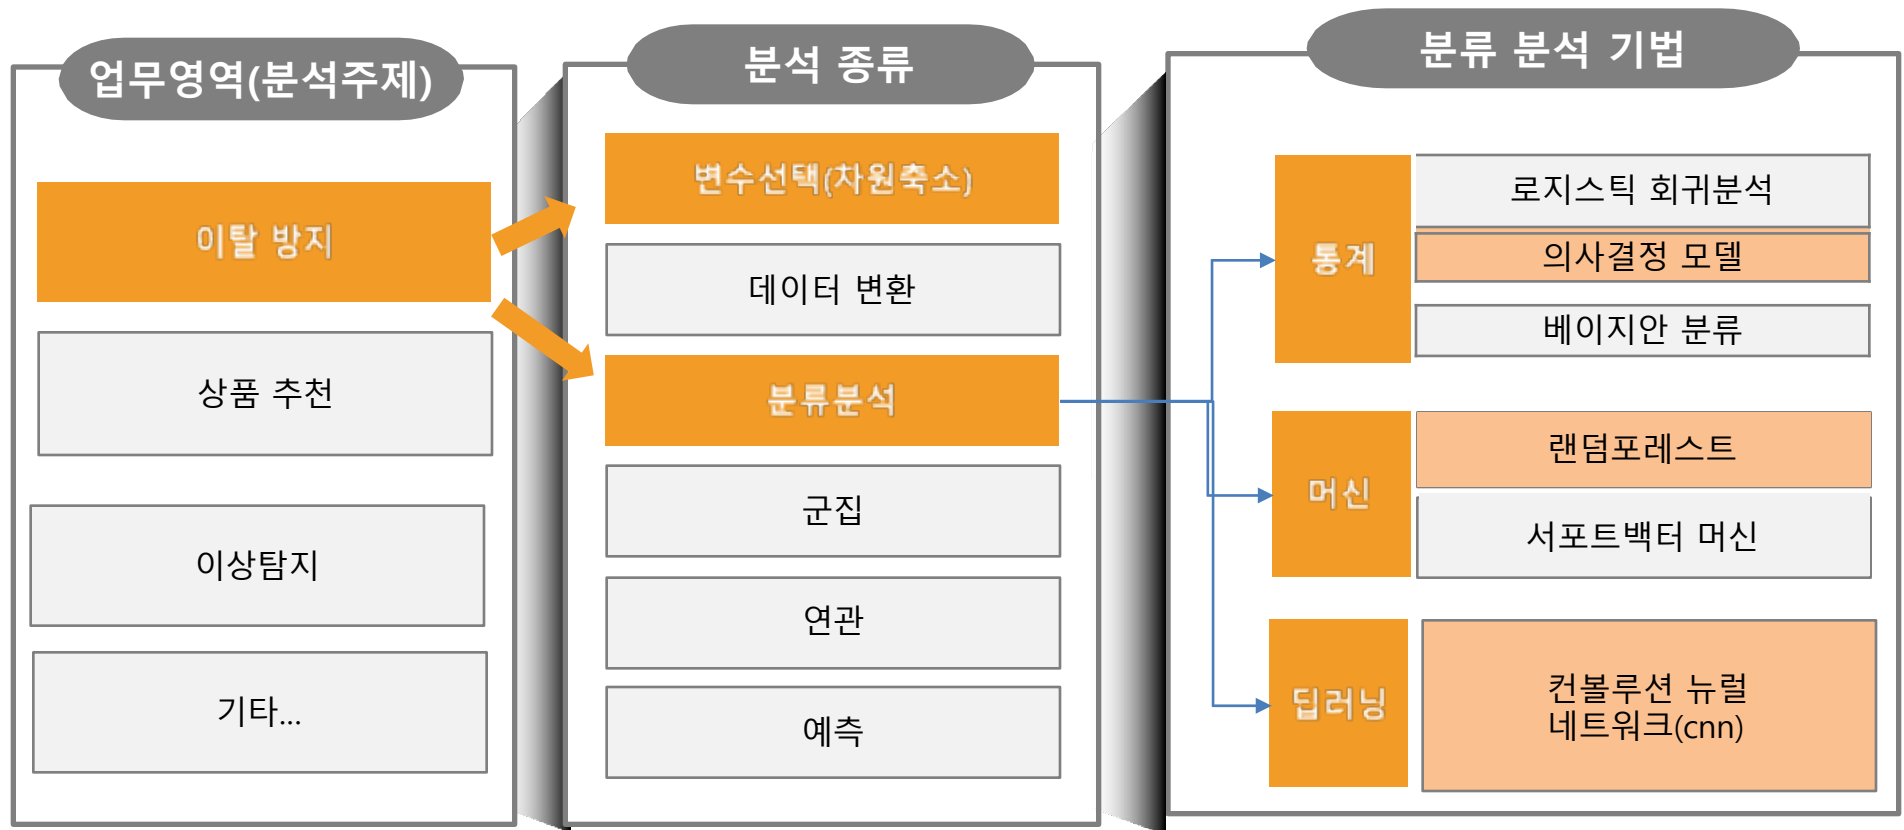 업무영역(분석주제)
이탈 방지
상품 추천
이상탐지
기타...
분석 종류
변수선택(차원축소)
데이터 변환
분류분석
군집
연관
예측
분류 분석 기법
통계
로지스틱 회귀분석
의사결정 모델
베이지안 분류
머신
랜덤포레스트
서포트백터 머신
딥러닝
컨볼루션 뉴럴
네트워크(cnn)